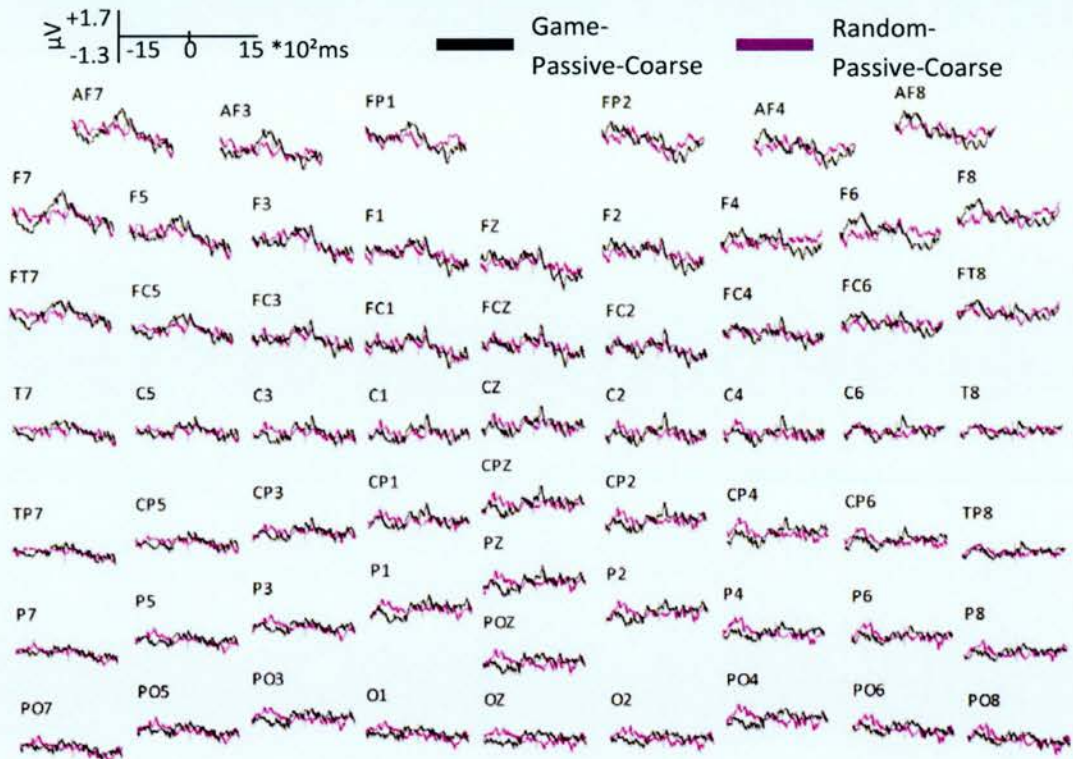 +1.7
μV
-1.3
-15 0 15 *10²ms
Game-
Passive-Coarse
Random-
Passive-Coarse
AF7 AF3 FP1 FP2 AF4 AF8
F7 F5 F3 F1 FZ F2 F4 F6 F8
FT7 FC5 FC3 FC1 FCZ FC2 FC4 FC6 FT8
T7 C5 C3 C1 CZ C2 C4 C6 T8
TP7 CP5 CP3 CP1 CPZ CP2 CP4 CP6 TP8
P7 P5 P3 P1 PZ P2 P4 P6 P8
POZ
PO7 PO5 PO3 O1 OZ O2 PO4 PO6 PO8